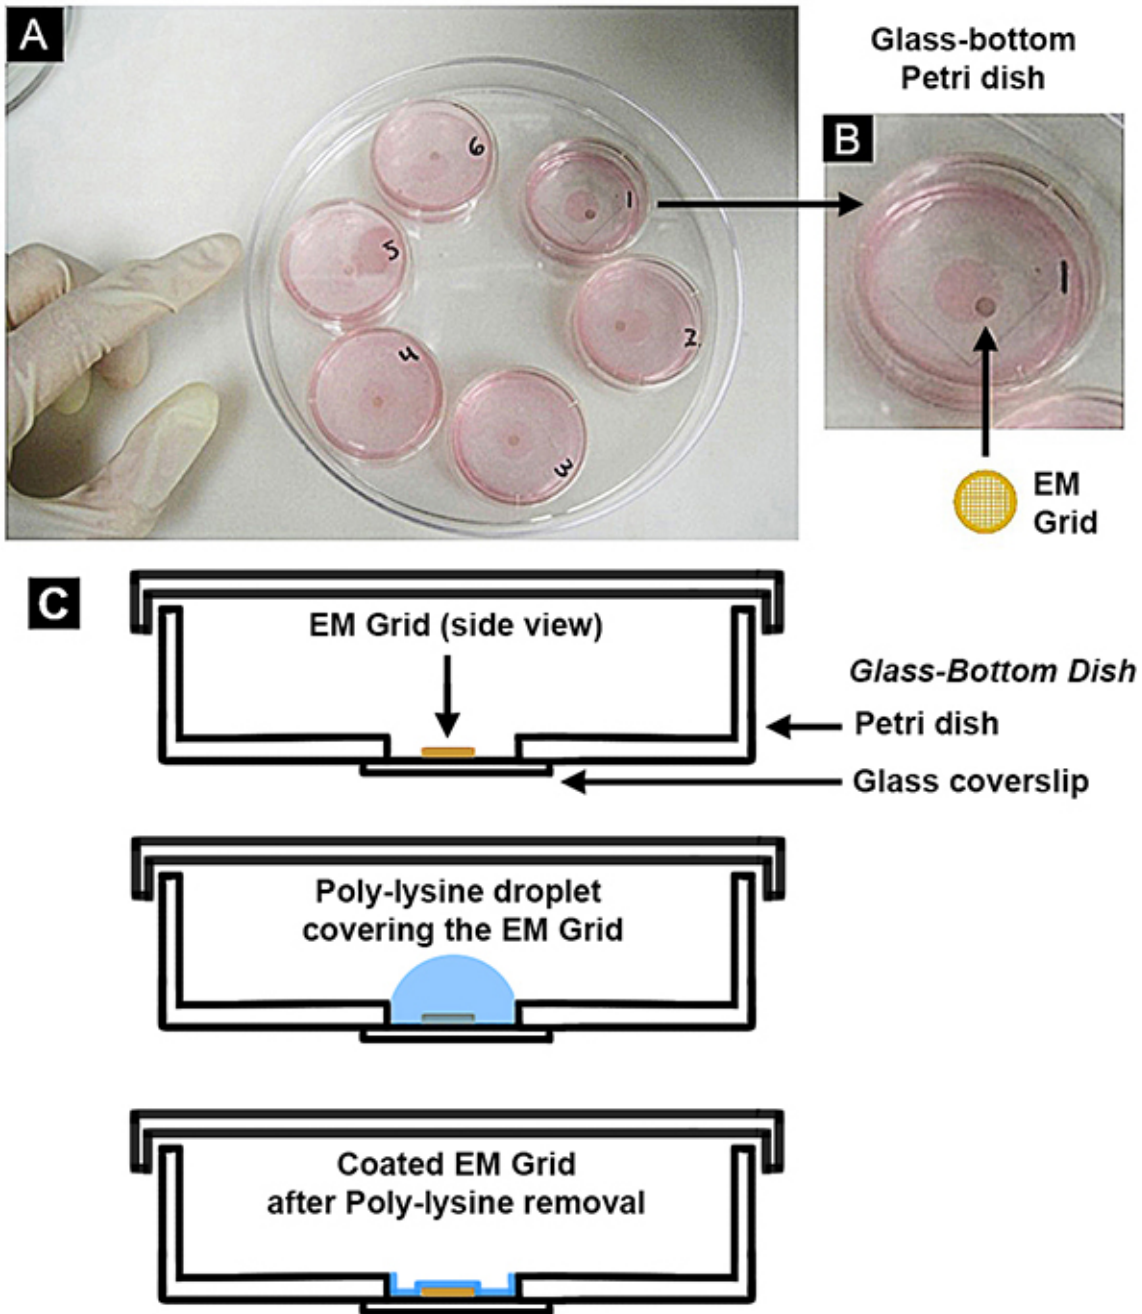 A
6
1
5
2
4
3
Glass-bottom
Petri dish
B
1
EM
Grid
C
EM Grid (side view)
Glass-Bottom Dish
Petri dish
Glass coverslip
Poly-lysine droplet
covering the EM Grid
Coated EM Grid
after Poly-lysine removal